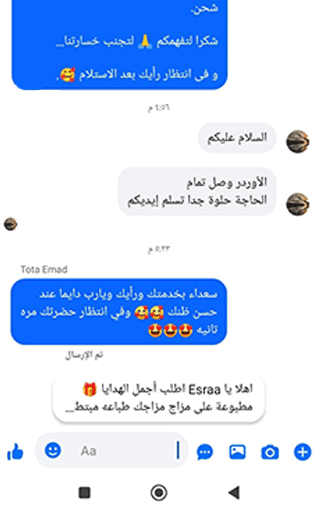 شحن.
شكرا لتفهمكم 🙏 لتجنب خسارتنا...
و فى انتظار رأيك بعد الاستلام 🥰.
٤:٥٦ م
السلام عليكم
الأوردر وصل تمام
الحاجة حلوة جدا تسلم إيديكم
٥:٣٣ م
Tota Emad
سعداء بخدمتك ورأيك ويارب دايما عند
حسن ظنك 🥰🥰 وفي انتظار حضرتك مره
تانيه 🤩🤩🤩
تم الإرسال
اهلا يا Esraa اطلب أجمل الهدايا 🎁
مطبوعة على مزاج مزاجك طباعه مبتط...
Aa